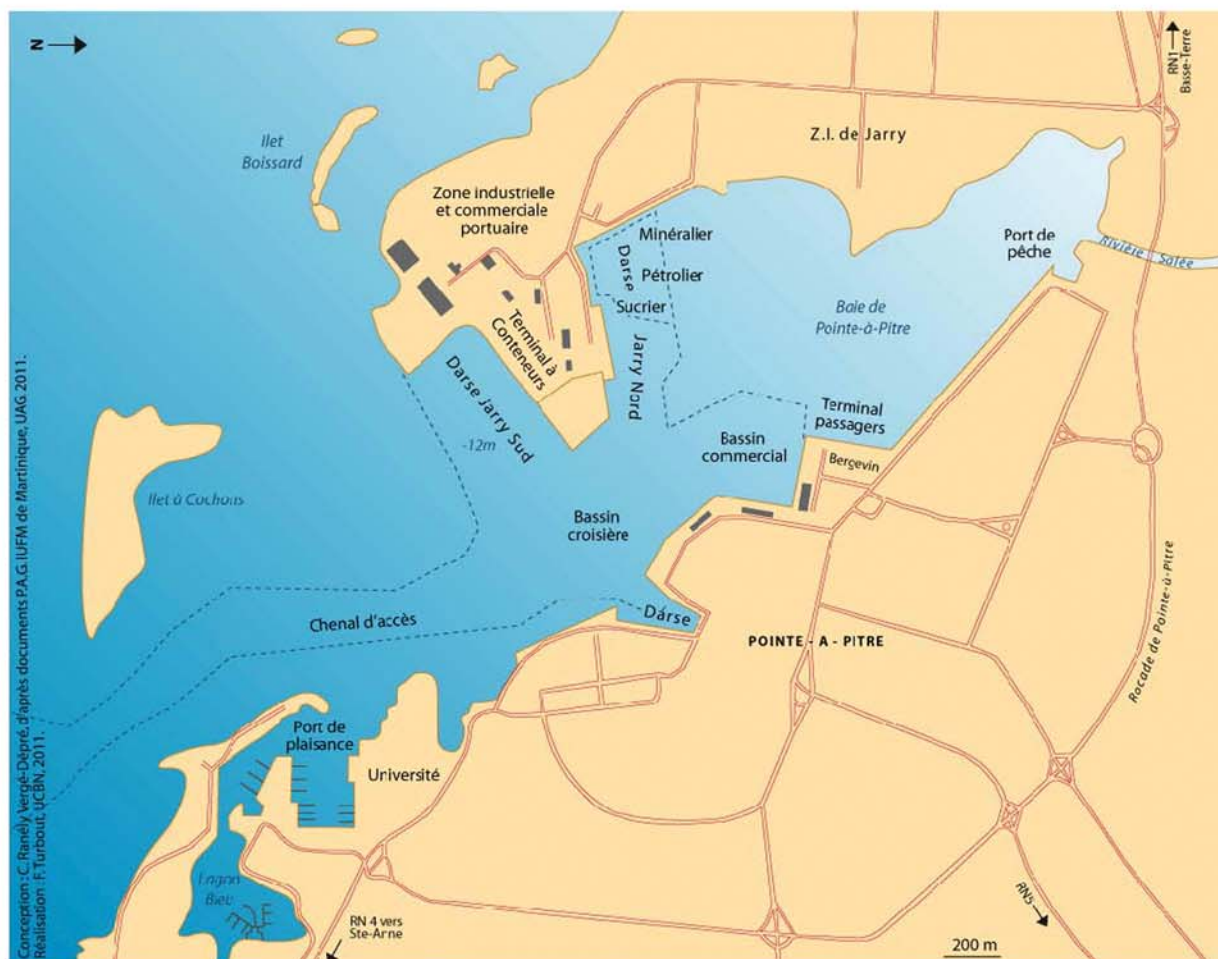 N
RN1
Basse-Terre
Ilet
Boissard
Z.I. de Jarry
Zone industrielle
et commerciale
portuaire
Minéralier
Darse
Pétrolier
Sucrier
Port de
pêche
Rivière Salée
Baie de
Pointe-à-Pitre
Terminal à
Conteneurs
Jarry Nord
Darse Jarry Sud
-12m
Terminal
passagers
Bassin
commercial
Bergevin
Ilet à Cochons
Bassin
croisière
Chenal d'accès
Darse
POINTE - A - PITRE
Rocade de Pointe-à-Pitre
Port de
plaisance
Université
Lagon
Bleu
RN 4 vers
Ste-Anne
RN5
200 m
Conception : C. Ranély Vergé-Dépré, d'après documents P.A.G. IUFM de Martinique, UAG 2011.
Réalisation : F. Turbout, UCBN, 2011.